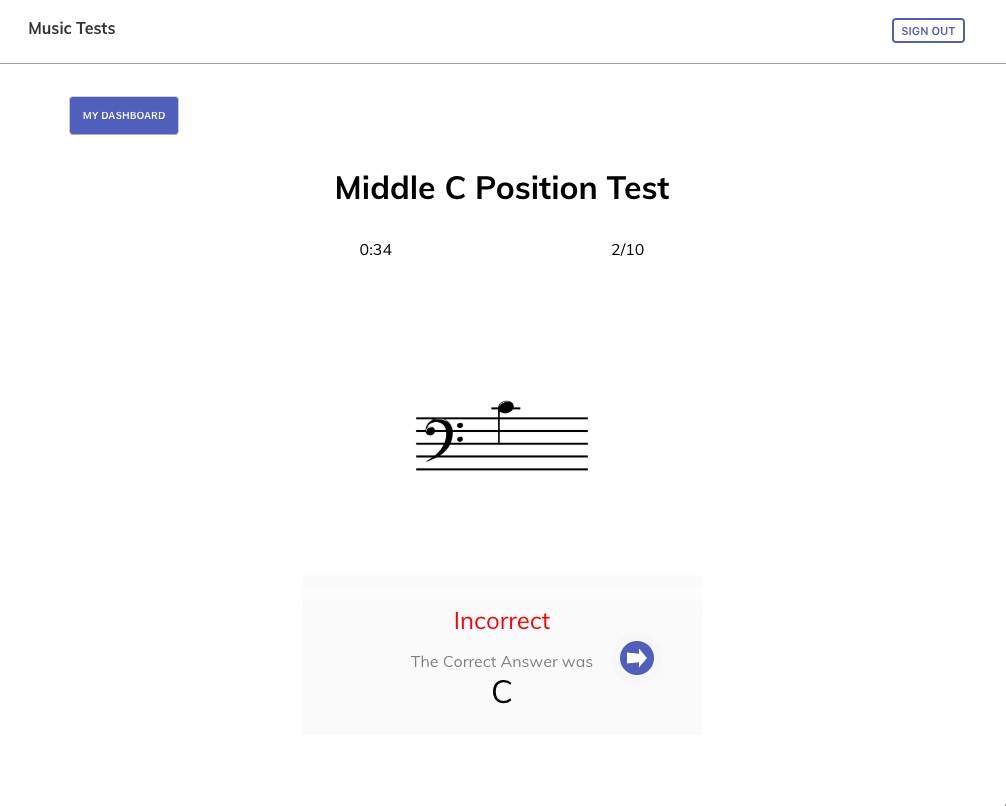 Music Tests
SIGN OUT
MY DASHBOARD
Middle C Position Test
0:34
2/10
Incorrect
The Correct Answer was
C